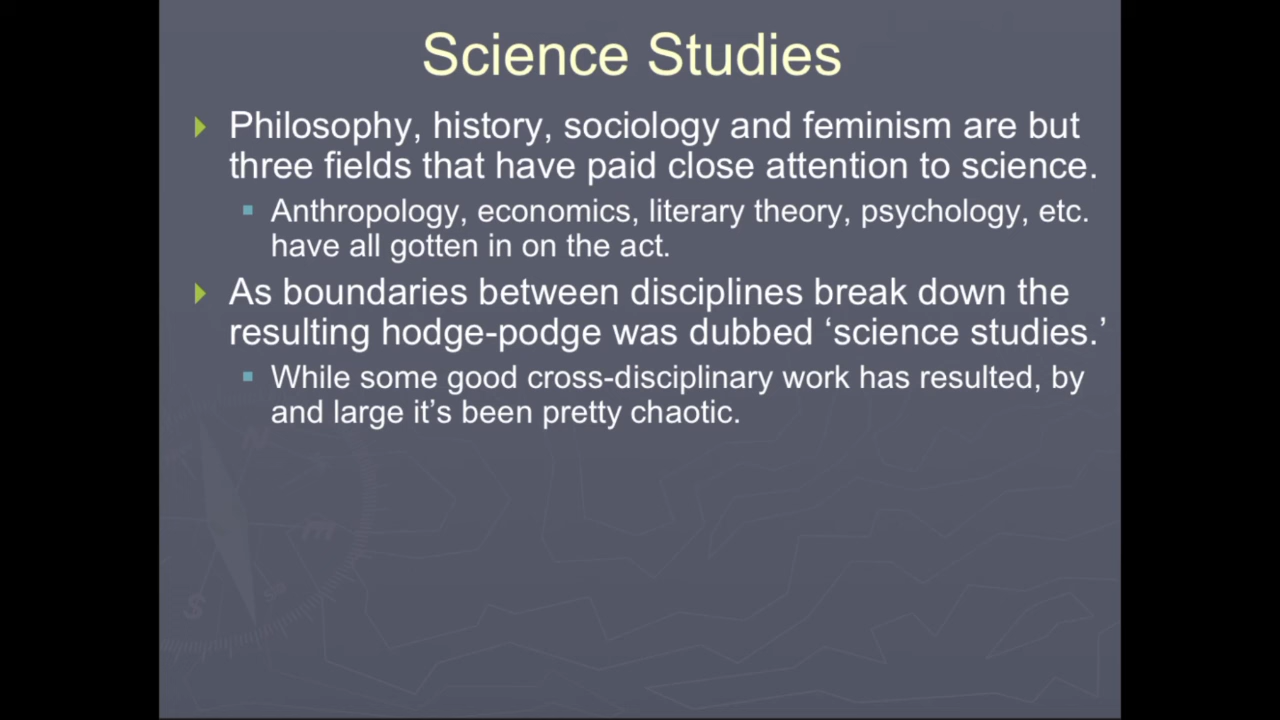 Science Studies
Philosophy, history, sociology and feminism are but
three fields that have paid close attention to science.
Anthropology, economics, literary theory, psychology, etc.
have all gotten in on the act.
As boundaries between disciplines break down the
resulting hodge-podge was dubbed ‘science studies.’
While some good cross-disciplinary work has resulted, by
and large it’s been pretty chaotic.
N
E
S